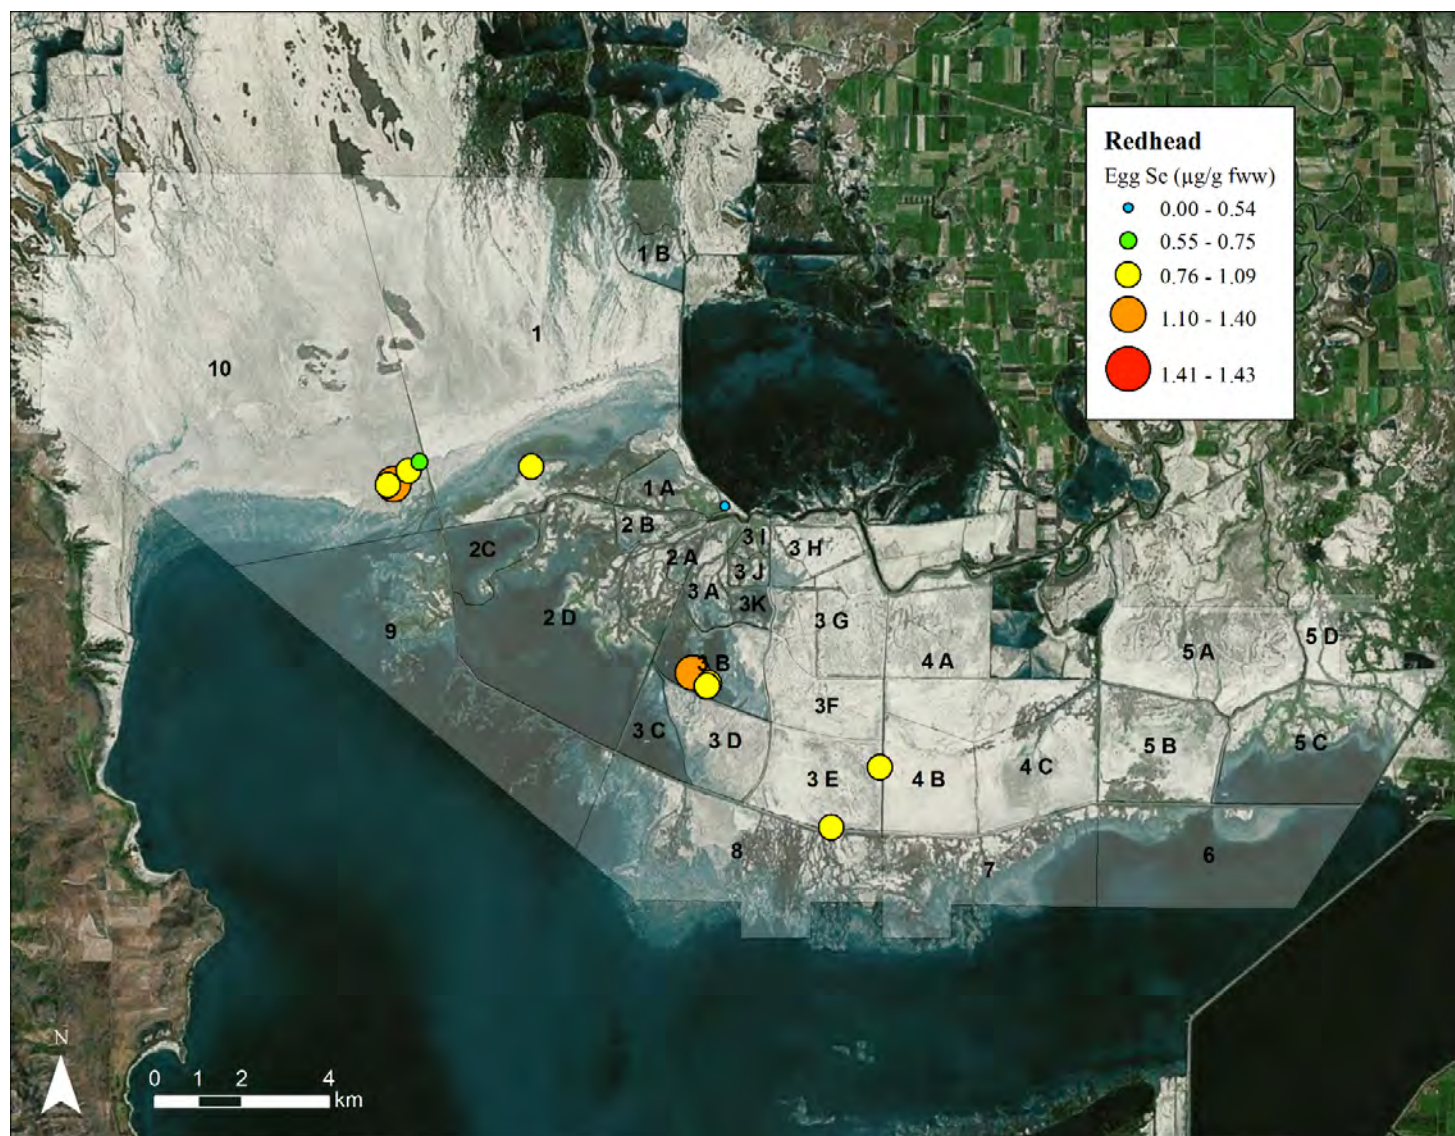 Redhead
Egg Se (µg/g fww)
0.00 - 0.54
0.55 - 0.75
0.76 - 1.09
1.10 - 1.40
1.41 - 1.43
1 B
1
10
1 A
2 B
3 I
3 H
2C
2 A
3 J
3 A
3K
2 D
3 G
9
5 D
5 A
3 B
4 A
3F
3 C
3 D
5 B
5 C
4 C
3 E
4 B
8
6
7
N
0 1 2 4
km